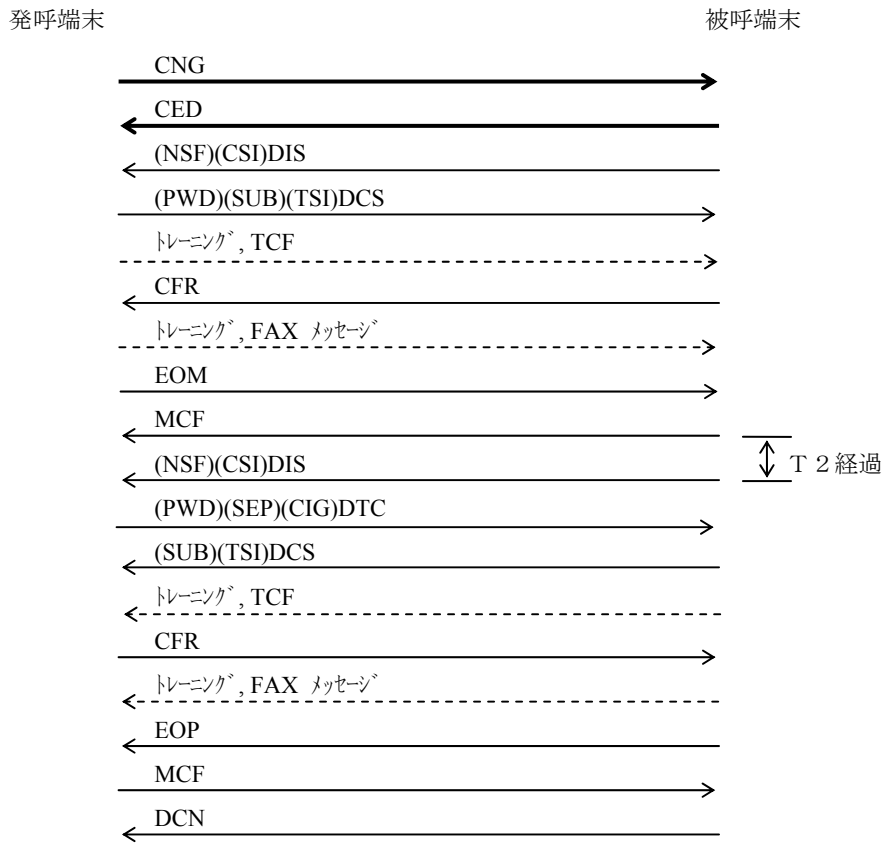 発呼端末
被呼端末
CNG
CED
(NSF)(CSI)DIS
(PWD)(SUB)(TSI)DCS
ﾄﾚｰﾆﾝｸﾞ, TCF
CFR
ﾄﾚｰﾆﾝｸﾞ, FAX ﾒｯｾｰｼﾞ
EOM
MCF
(NSF)(CSI)DIS
Ｔ２経過
(PWD)(SEP)(CIG)DTC
(SUB)(TSI)DCS
ﾄﾚｰﾆﾝｸﾞ, TCF
CFR
ﾄﾚｰﾆﾝｸﾞ, FAX ﾒｯｾｰｼﾞ
EOP
MCF
DCN